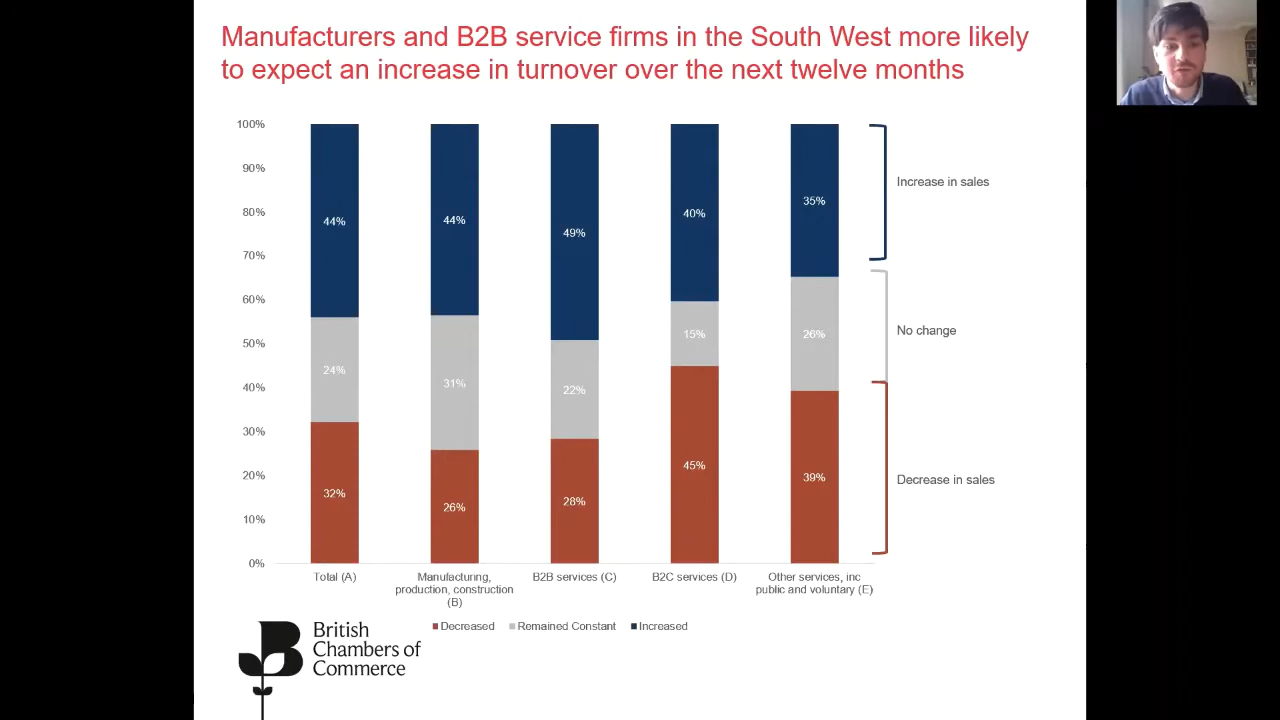 Manufacturers and B2B service firms in the South West more likely
to expect an increase in turnover over the next twelve months
100%
90%
80%
70%
60%
50%
40%
30%
20%
10%
0%
44%
24%
32%
44%
31%
26%
49%
22%
28%
40%
15%
45%
35%
26%
39%
Increase in sales
No change
Decrease in sales
Total (A)
Manufacturing,
production, construction
(B)
B2B services (C)
B2C services (D)
Other services, inc
public and voluntary (E)
Decreased
Remained Constant
Increased
British
Chambers of
Commerce